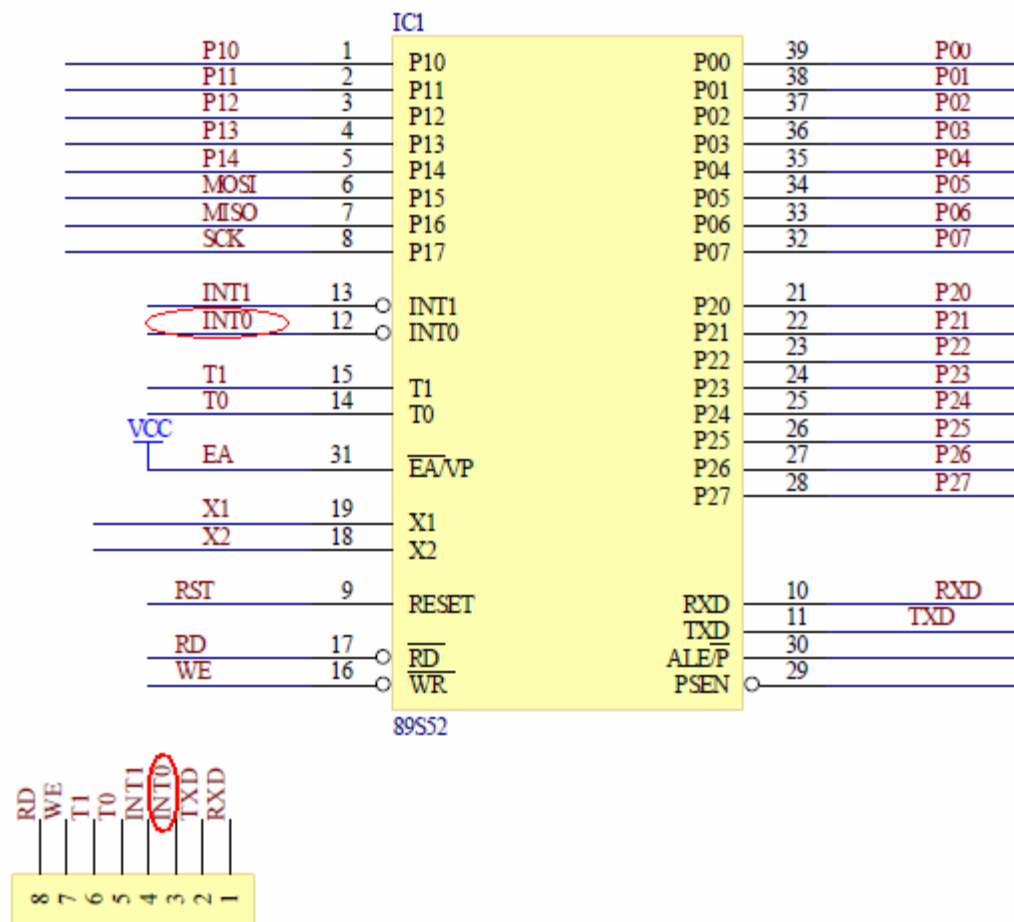 IC1
P10 1 P10 P00 39 P00
P11 2 P11 P01 38 P01
P12 3 P12 P02 37 P02
P13 4 P13 P03 36 P03
P14 5 P14 P04 35 P04
MOSI 6 P15 P05 34 P05
MISO 7 P16 P06 33 P06
SCK 8 P17 P07 32 P07
INT1 13 INT1 P20 21 P20
INT0 12 INT0 P21 22 P21
P22 23 P22
T1 15 T1 P23 24 P23
T0 14 T0 P24 25 P24
VCC P25 26 P25
EA 31 EA/VP P26 27 P26
P27 28 P27
X1 19 X1
X2 18 X2
RST 9 RESET RXD 10 RXD
TXD 11 TXD
RD 17 RD ALE/P 30
WE 16 WR PSEN 29
89S52
RD WE T1 T0 INT1 INT0 TXD RXD
8 7 6 5 4 3 2 1